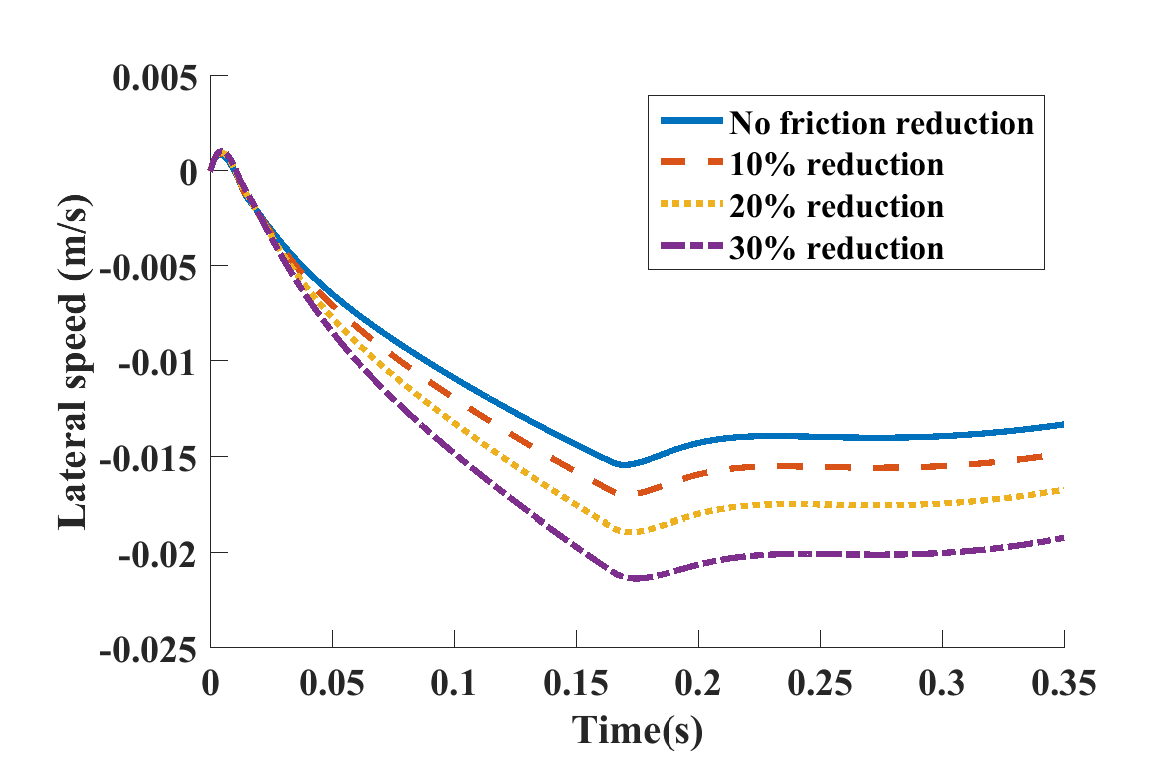 0.005
0
-0.005
-0.01
-0.015
-0.02
-0.025
Lateral speed (m/s)
No friction reduction
10% reduction
20% reduction
30% reduction
0 0.05 0.1 0.15 0.2 0.25 0.3 0.35
Time(s)